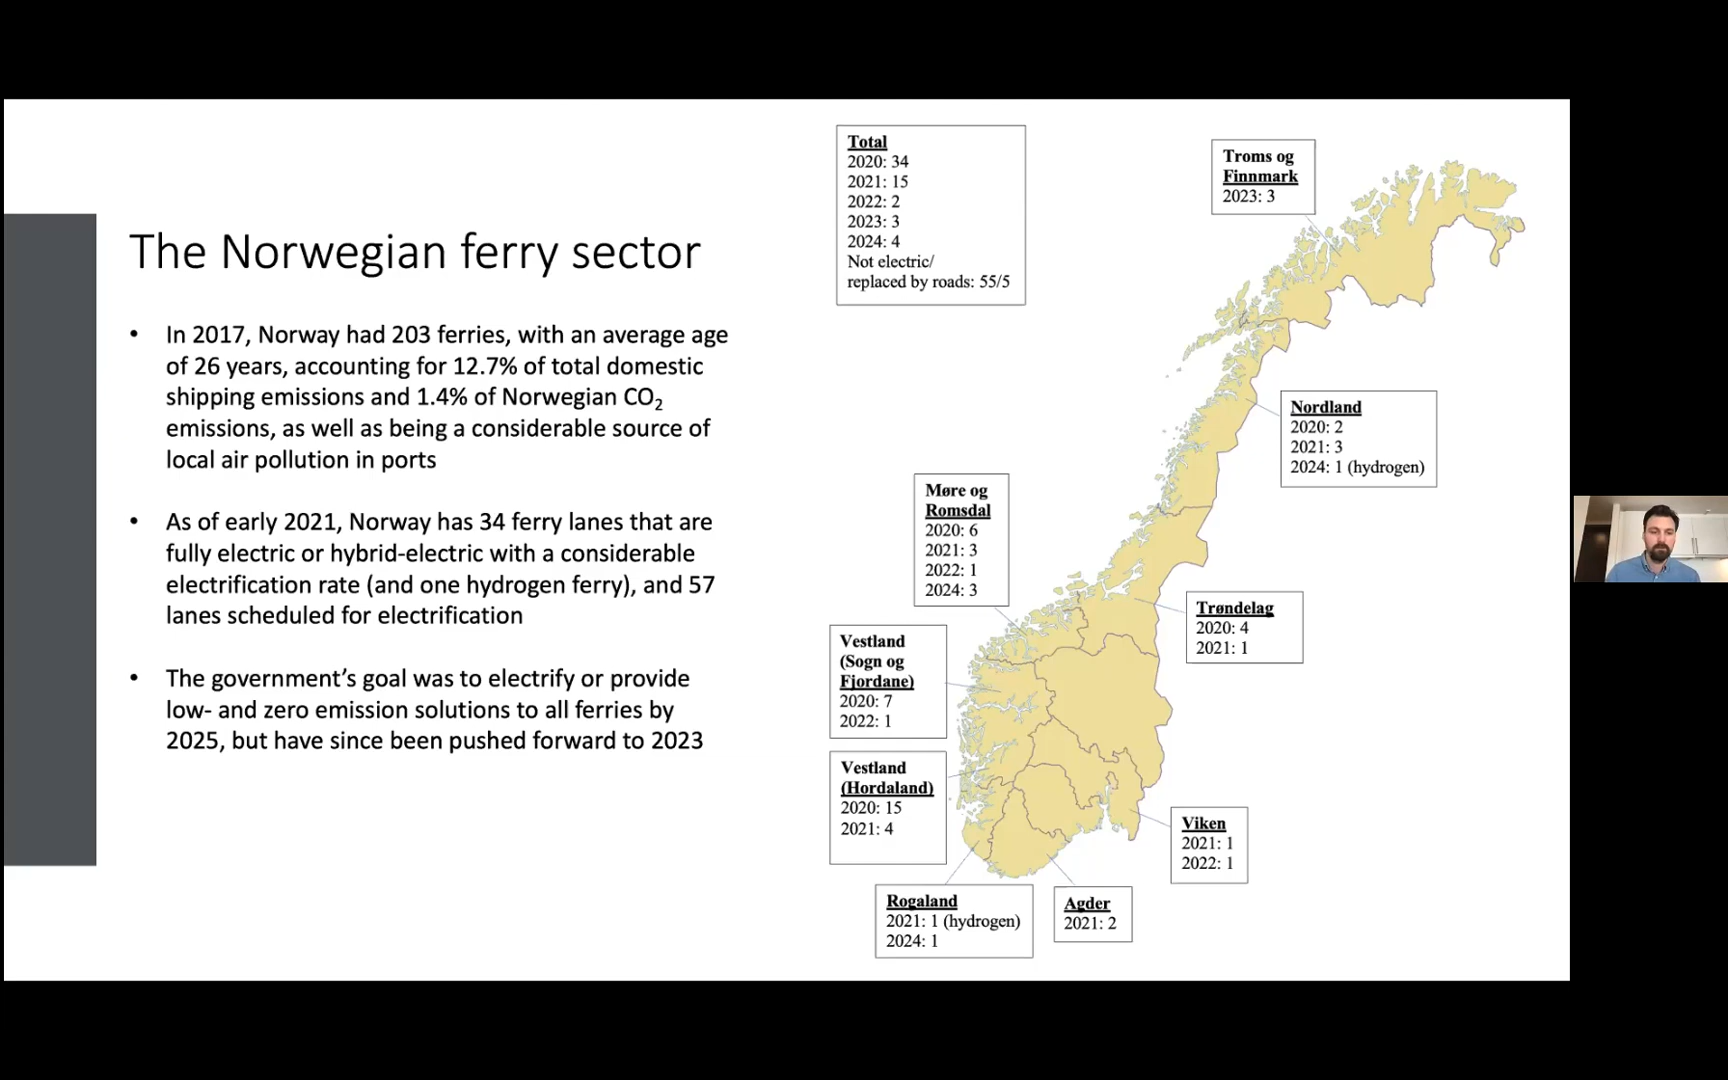 The Norwegian ferry sector
• In 2017, Norway had 203 ferries, with an average age
of 26 years, accounting for 12.7% of total domestic
shipping emissions and 1.4% of Norwegian CO₂
emissions, as well as being a considerable source of
local air pollution in ports
• As of early 2021, Norway has 34 ferry lanes that are
fully electric or hybrid-electric with a considerable
electrification rate (and one hydrogen ferry), and 57
lanes scheduled for electrification
• The government’s goal was to electrify or provide
low- and zero emission solutions to all ferries by
2025, but have since been pushed forward to 2023
Total
2020: 34
2021: 15
2022: 2
2023: 3
2024: 4
Not electric/
replaced by roads: 55/5
Troms og
Finnmark
2023: 3
Nordland
2020: 2
2021: 3
2024: 1 (hydrogen)
Møre og
Romsdal
2020: 6
2021: 3
2022: 1
2024: 3
Trøndelag
2020: 4
2021: 1
Vestland
(Sogn og
Fjordane)
2020: 7
2022: 1
Vestland
(Hordaland)
2020: 15
2021: 4
Viken
2021: 1
2022: 1
Rogaland
2021: 1 (hydrogen)
2024: 1
Agder
2021: 2